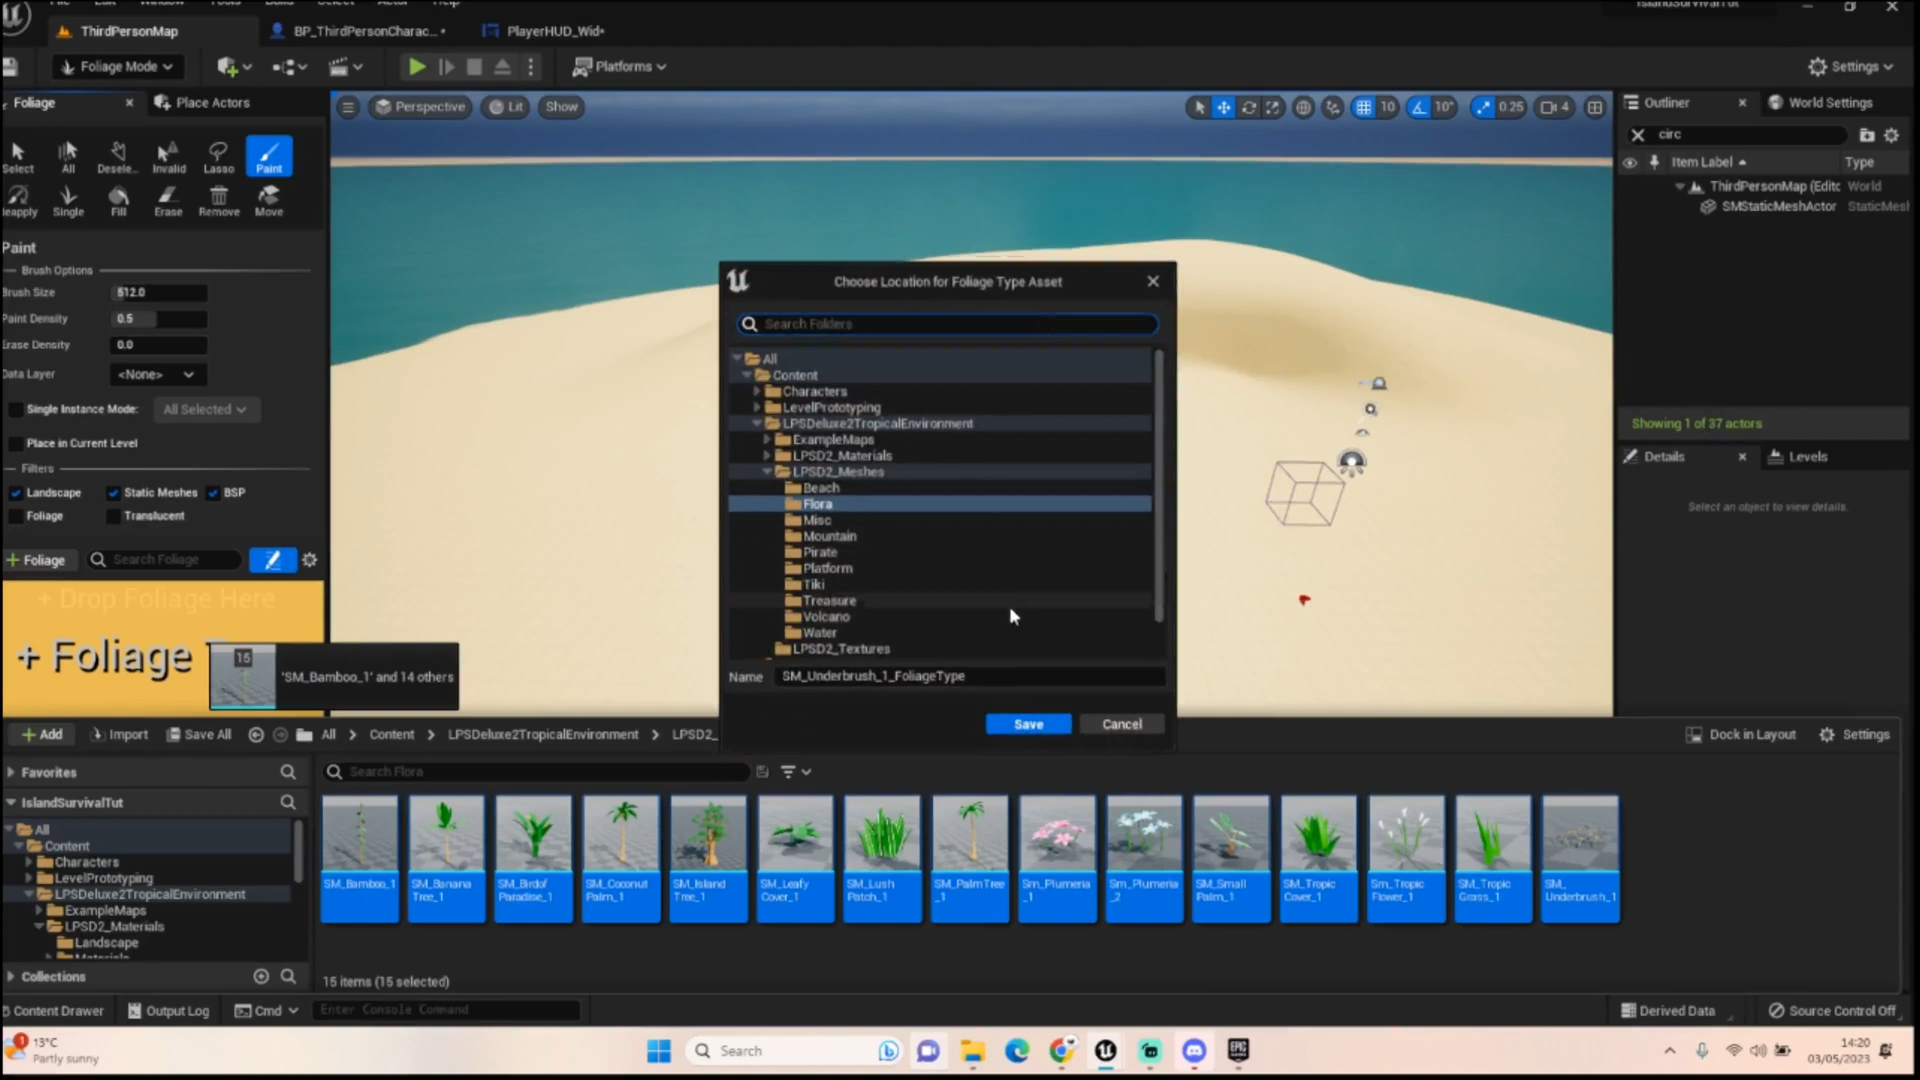 IslandSurvivalTut
ThirdPersonMap
BP_ThirdPersonCharac...
PlayerHUD_Wid*
Foliage Mode
Platforms
Settings
Foliage
Place Actors
Perspective
Lit
Show
10
10°
0.25
4
Outliner
World Settings
circ
Item Label
Type
ThirdPersonMap (Edito
World
SMStaticMeshActor
StaticMesh
Select
All
Desele...
Invalid
Lasso
Paint
Single
Fill
Erase
Remove
Move
Paint
Brush Options
Brush Size
512.0
Paint Density
0.5
Erase Density
0.0
Data Layer
<None>
Single Instance Mode:
All Selected
Place in Current Level
Filters
Landscape
Static Meshes
BSP
Foliage
Translucent
+ Foliage
Search Foliage
+ Drop Foliage Here
+ Foliage
15
'SM_Bamboo_1' and 14 others
Choose Location for Foliage Type Asset
Search Folders
All
Content
Characters
LevelPrototyping
LPSDeluxe2TropicalEnvironment
ExampleMaps
LPSD2_Materials
LPSD2_Meshes
Beach
Flora
Misc
Mountain
Pirate
Platform
Tiki
Treasure
Volcano
Water
LPSD2_Textures
Name
SM_Underbrush_1_FoliageType
Save
Cancel
Showing 1 of 37 actors
Details
Levels
Select an object to view details.
+ Add
Import
Save All
All
Content
LPSDeluxe2TropicalEnvironment
LPSD2_
Dock in Layout
Settings
Favorites
Search Flora
IslandSurvivalTut
All
Content
Characters
LevelPrototyping
LPSDeluxe2TropicalEnvironment
ExampleMaps
LPSD2_Materials
Landscape
Materials
Collections
SM_Bamboo_1
SM_Banana Tree_1
SM_Birdof Paradise_1
SM_Coconut Palm_1
SM_Island Tree_1
SM_Leafy Cover_1
SM_Lush Patch_1
SM_PalmTree _1
Sm_Plumeria _1
Sm_Plumeria _2
SM_Small Palm_1
SM_Tropic Cover_1
Sm_Tropic Flower_1
SM_Tropic Grass_1
SM_ Underbrush_1
15 items (15 selected)
Content Drawer
Output Log
Cmd
Enter Console Command
Derived Data
Source Control Off
1
13°C
Partly sunny
Search
EPIC
14:20
03/05/2023